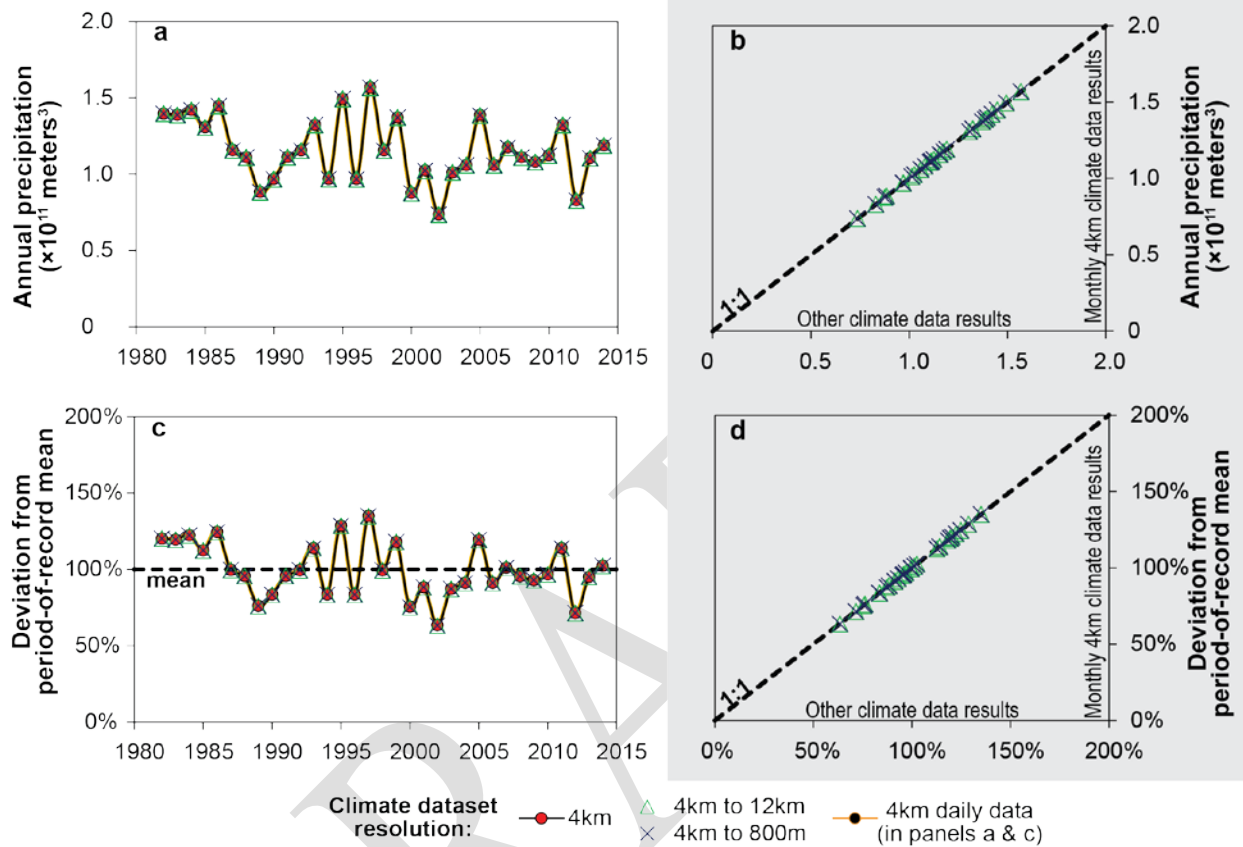 a
Annual precipitation
(×10¹¹ meters³)
2.0
1.5
1.0
0.5
0
1980 1985 1990 1995 2000 2005 2010 2015
b
1:1
Other climate data results
Monthly 4km climate data results
2.0
1.5
1.0
0.5
0
Annual precipitation
(×10¹¹ meters³)
0 0.5 1.0 1.5 2.0
c
Deviation from
period-of-record mean
200%
150%
100%
50%
0%
mean
1980 1985 1990 1995 2000 2005 2010 2015
d
1:1
Other climate data results
Monthly 4km climate data results
200%
150%
100%
50%
0%
Deviation from
period-of-record mean
0% 50% 100% 150% 200%
Climate dataset
resolution:
4km
4km to 12km
4km to 800m
4km daily data
(in panels a & c)